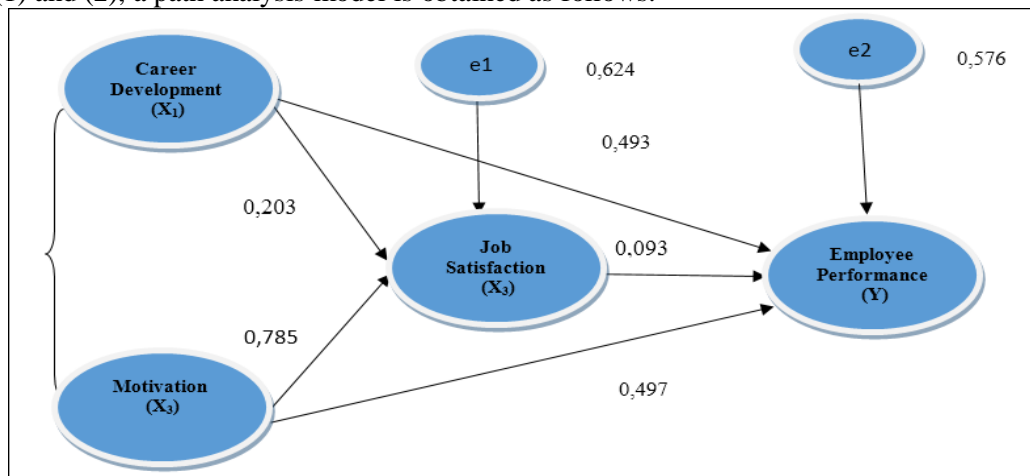 (1) and (2), a path analysis model is obtained as follows:
Career
Development
(X₁)
e1
0,624
e2
0,576
0,493
0,203
Job
Satisfaction
(X₃)
0,093
Employee
Performance
(Y)
0,785
Motivation
(X₃)
0,497